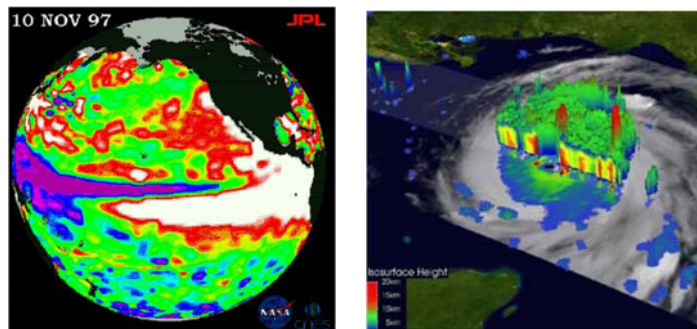 10 NOV 97
JPL
NASA
cnes
Isosurface Height
20km
15km
10km
5km